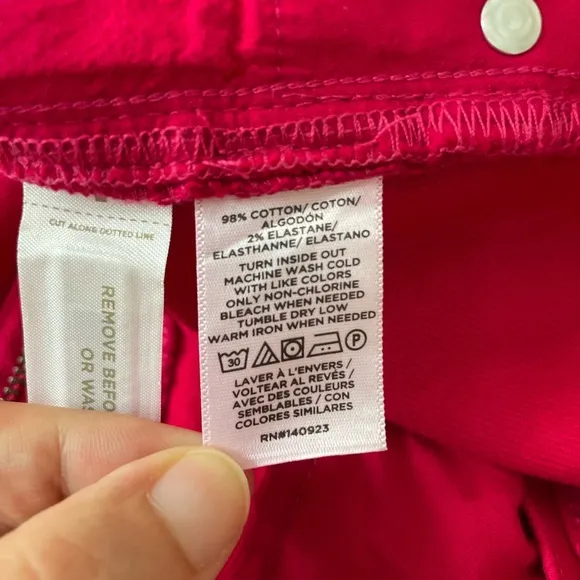 CUT ALONG DOTTED LINE
REMOVE BEFO
OR WAS
98% COTTON/ COTON/
ALGODÓN
2% ELASTANE/
ELASTHANNE/ ELASTANO
TURN INSIDE OUT
MACHINE WASH COLD
WITH LIKE COLORS
ONLY NON-CHLORINE
BLEACH WHEN NEEDED
TUMBLE DRY LOW
WARM IRON WHEN NEEDED
30 P
LAVER À L'ENVERS/
VOLTEAR AL REVÉS/
AVEC DES COULEURS
SEMBLABLES / CON
COLORES SIMILARES
RN#140923